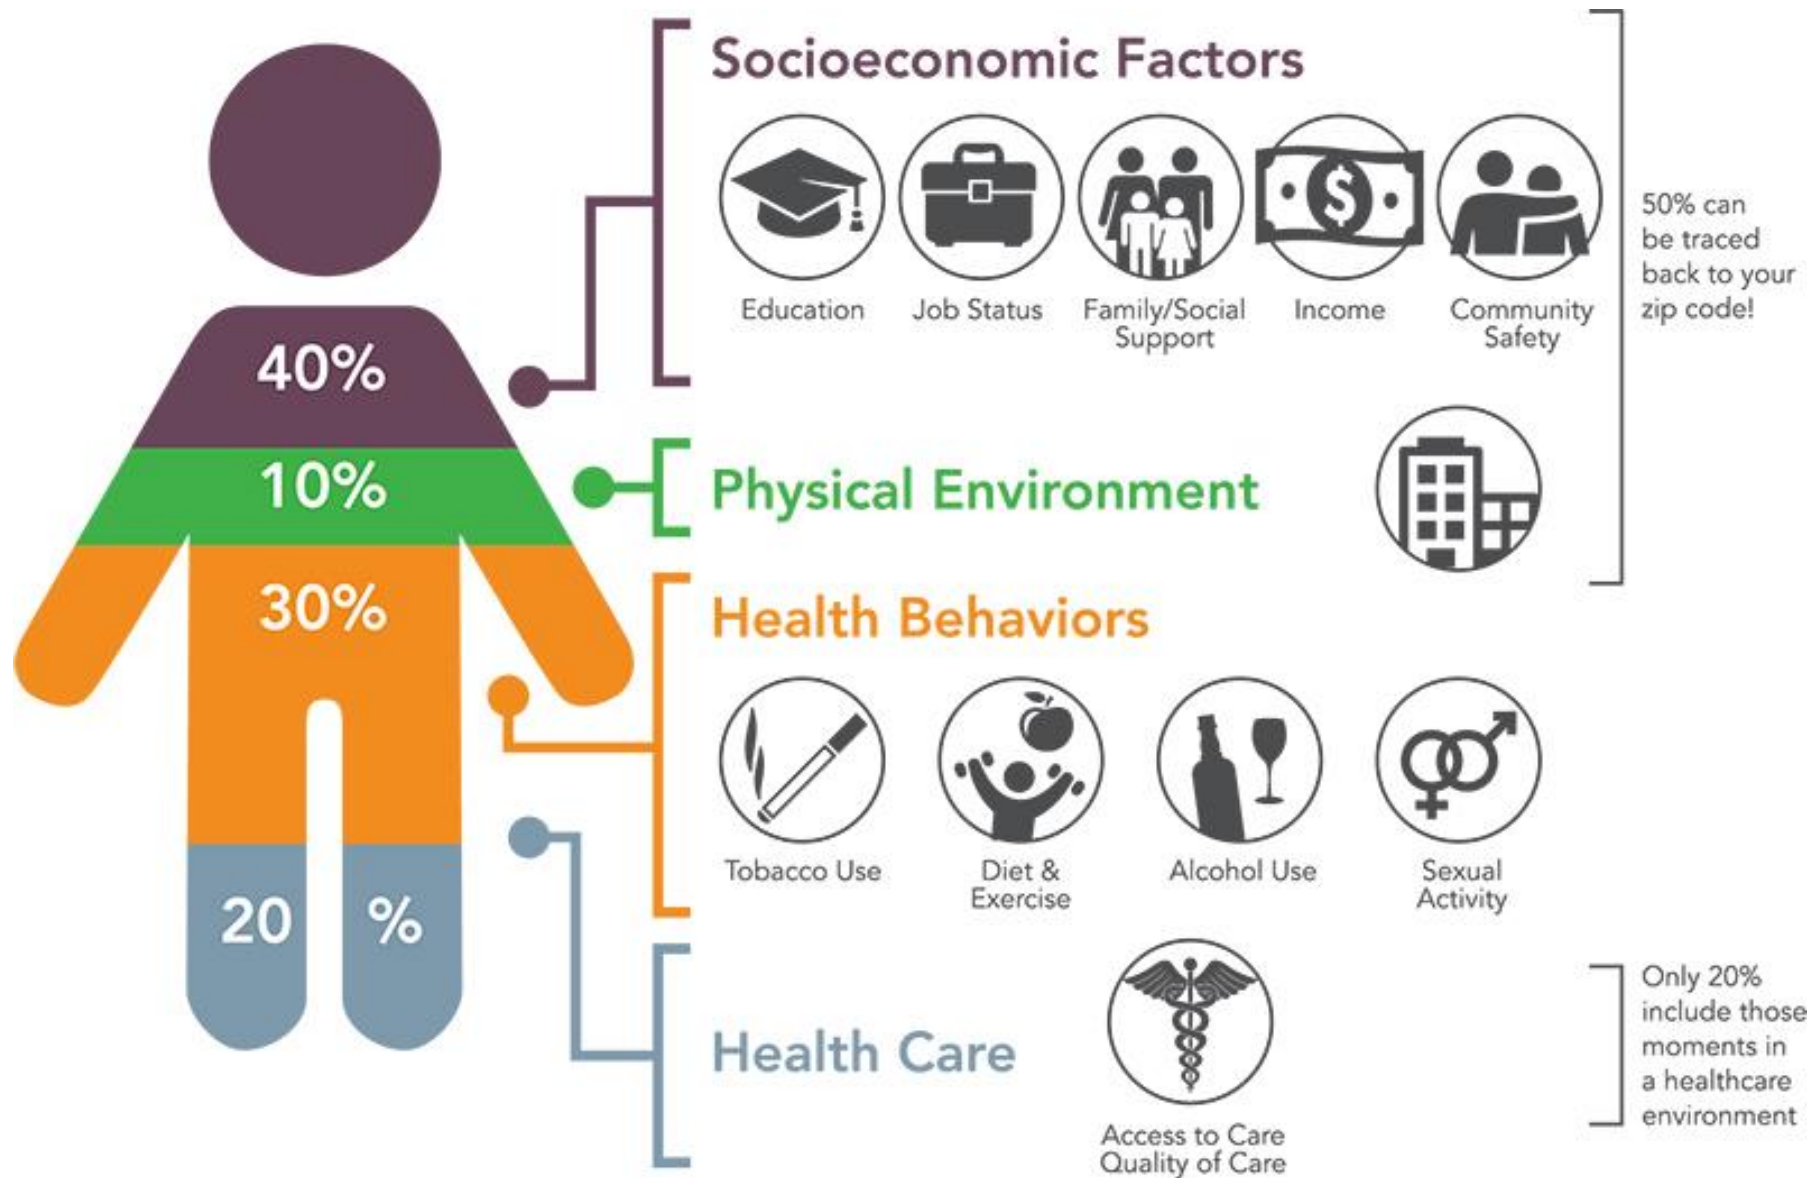 Socioeconomic Factors
Education
Job Status
Family/Social
Support
Income
Community
Safety
50% can
be traced
back to your
zip code!
40%
10%
Physical Environment
30%
Health Behaviors
Tobacco Use
Diet &
Exercise
Alcohol Use
Sexual
Activity
20 %
Health Care
Access to Care
Quality of Care
Only 20%
include those
moments in
a healthcare
environment